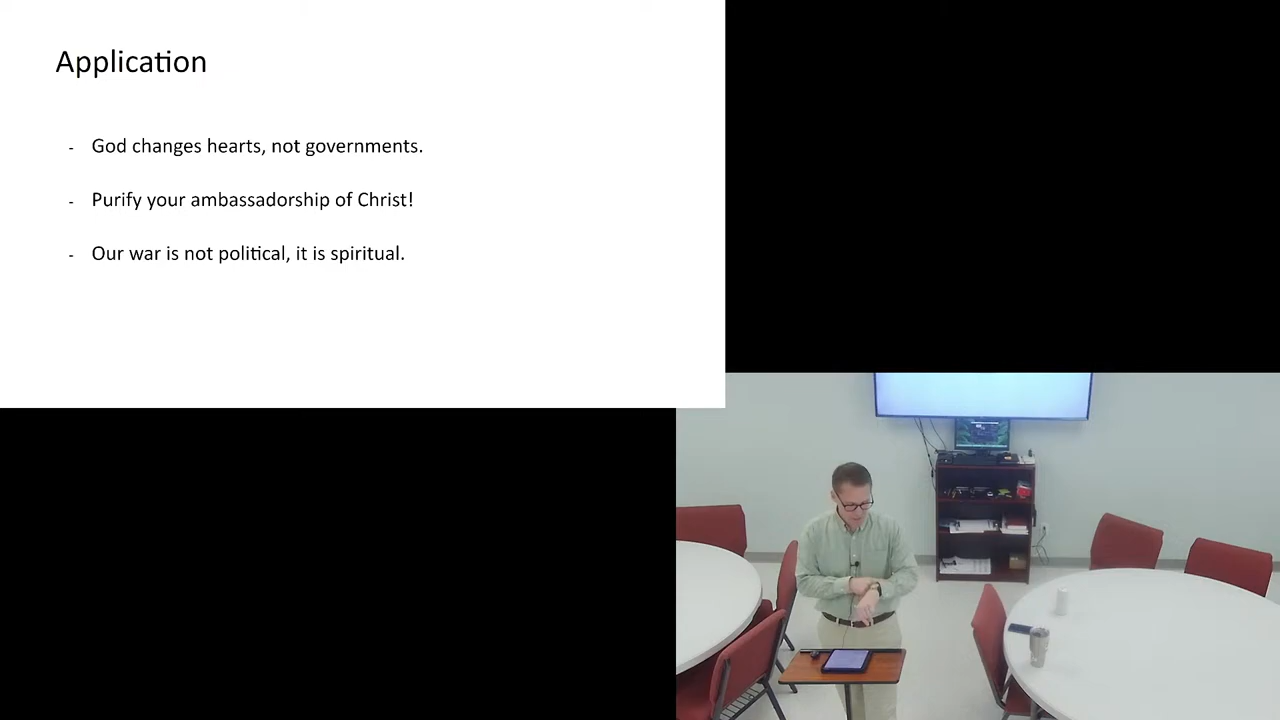 Application
- God changes hearts, not governments.
- Purify your ambassadorship of Christ!
- Our war is not political, it is spiritual.